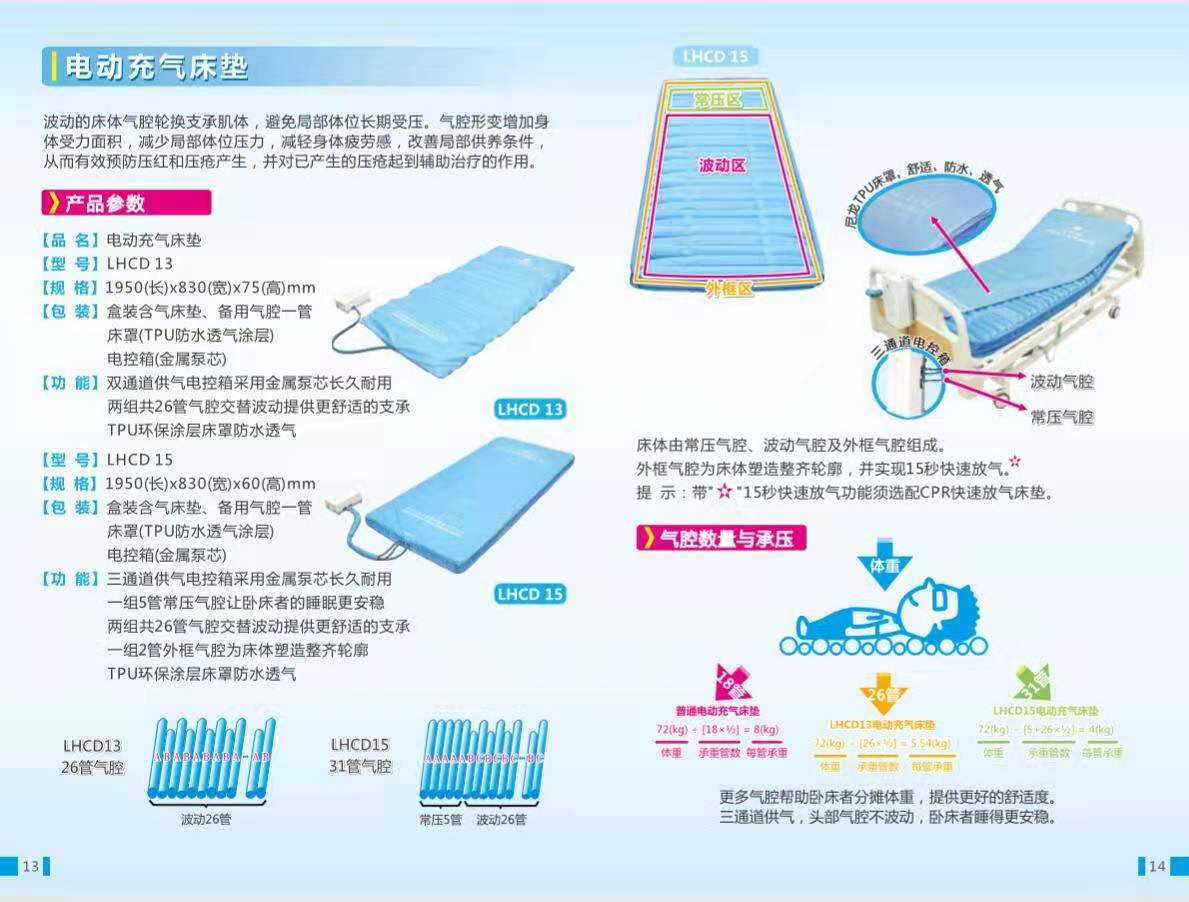 电动充气床垫
波动的床体气腔轮换支承肌体，避免局部体位长期受压。气腔形变增加身
体受力面积，减少局部体位压力，减轻身体疲劳感，改善局部供养条件，
从而有效预防压红和压疮产生，并对已产生的压疮起到辅助治疗的作用。
产品参数
【品 名】电动充气床垫
【型 号】LHCD 13
【规 格】1950(长)x830(宽)x75(高)mm
【包 装】盒装含气床垫、备用气腔一管
床罩(TPU防水透气涂层)
电控箱(金属泵芯)
【功 能】双通道供气电控箱采用金属泵芯长久耐用
两组共26管气腔交替波动提供更舒适的支承
TPU环保涂层床罩防水透气
LHCD 13
【型 号】LHCD 15
【规 格】1950(长)x830(宽)x60(高)mm
【包 装】盒装含气床垫、备用气腔一管
床罩(TPU防水透气涂层)
电控箱(金属泵芯)
【功 能】三通道供气电控箱采用金属泵芯长久耐用
一组5管常压气腔让卧床者的睡眠更安稳
两组共26管气腔交替波动提供更舒适的支承
一组2管外框气腔为床体塑造整齐轮廓
TPU环保涂层床罩防水透气
LHCD 15
LHCD13
26管气腔
ABABABABA-AB
波动26管
LHCD15
31管气腔
AAAAABCBCBC-BC
常压5管 波动26管
13
LHCD 15
常压区
波动区
外框区
尼龙TPU床罩，舒适、防水、透气
三通道电控箱
波动气腔
常压气腔
床体由常压气腔、波动气腔及外框气腔组成。
外框气腔为床体塑造整齐轮廓，并实现15秒快速放气。☆
提 示：带"☆"15秒快速放气功能须选配CPR快速放气床垫。
气腔数量与承压
体重
18管
普通电动充气床垫
72(kg) ÷ [18×½] = 8(kg)
体重 承重管数 每管承重
26管
LHCD13电动充气床垫
72(kg) ÷ [26×½] = 5.54(kg)
体重 承重管数 每管承重
31管
LHCD15电动充气床垫
72(kg) ÷ [5+26×½] = 4(kg)
体重 承重管数 每管承重
更多气腔帮助卧床者分摊体重，提供更好的舒适度。
三通道供气，头部气腔不波动，卧床者睡得更安稳。
14